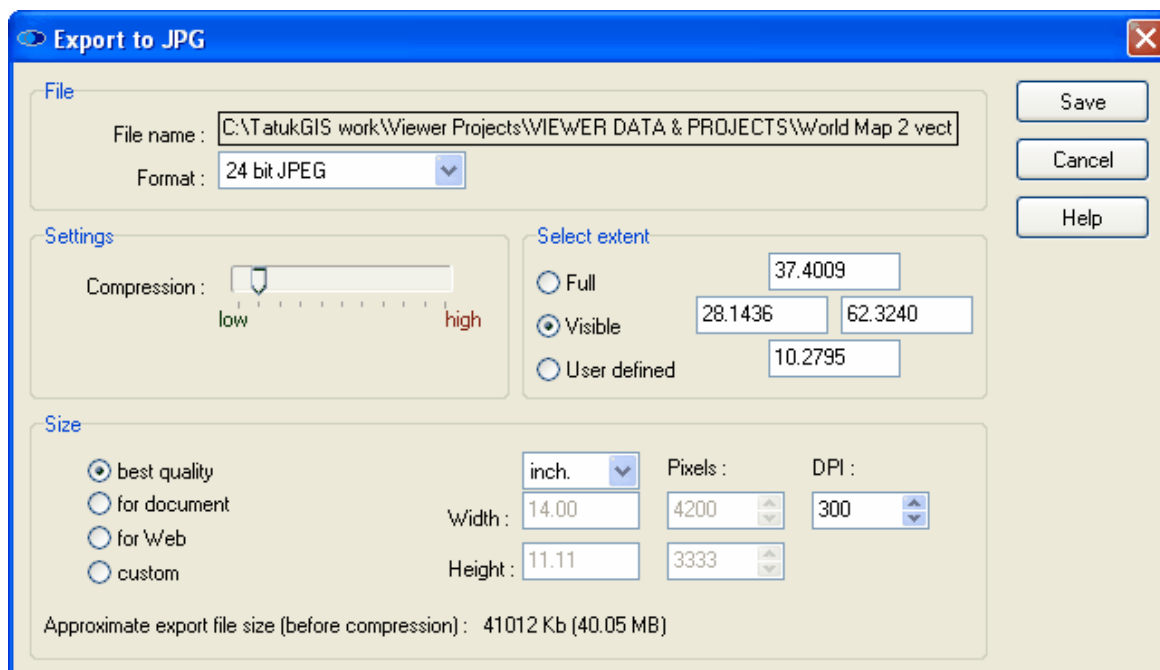 Export to JPG
File
File name :
C:\TatukGIS work\Viewer Projects\VIEWER DATA & PROJECTS\World Map 2 vect
Format :
24 bit JPEG
Save
Cancel
Help
Settings
Compression :
low
high
Select extent
Full
Visible
User defined
37.4009
28.1436
62.3240
10.2795
Size
best quality
for document
for Web
custom
inch.
Pixels :
DPI :
Width :
14.00
4200
300
Height :
11.11
3333
Approximate export file size (before compression) : 41012 Kb (40.05 MB)